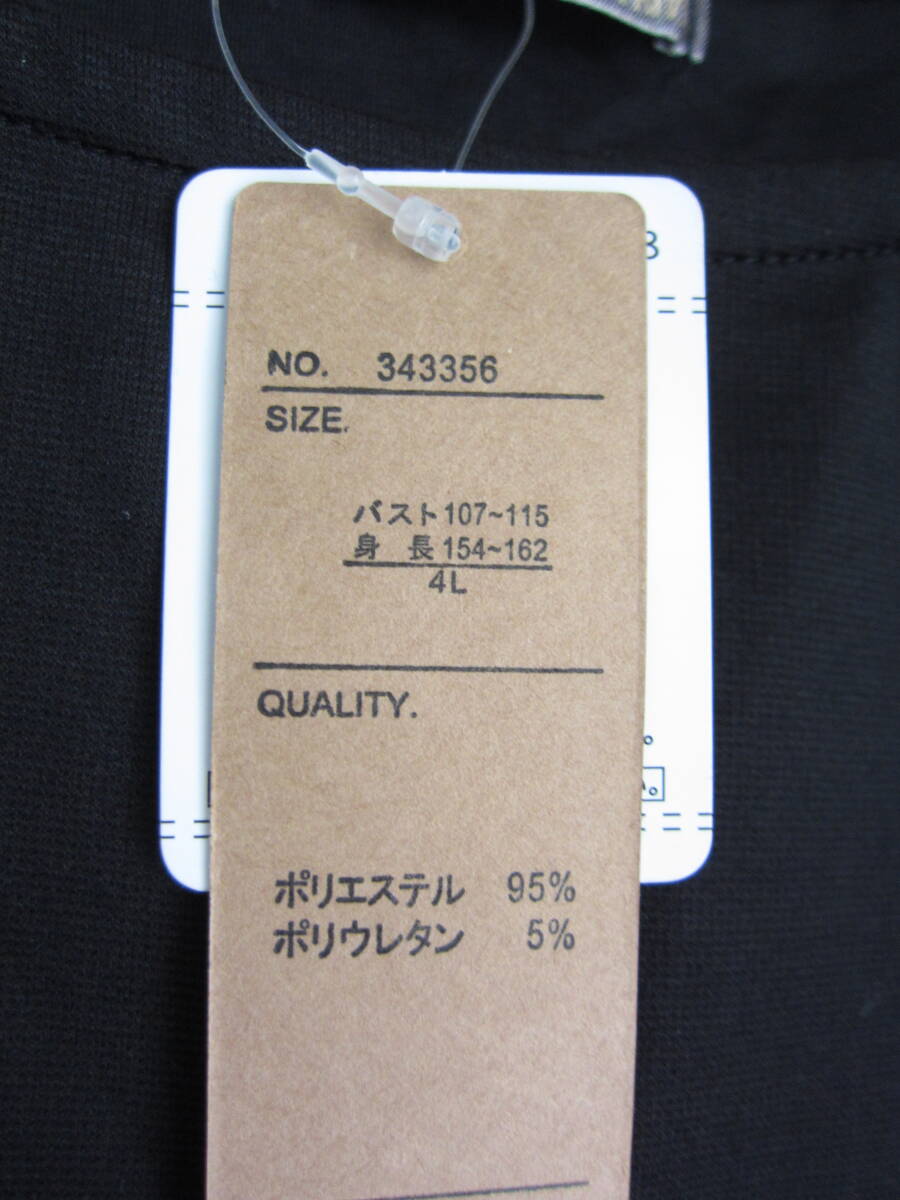 NO. 343356
SIZE.
バスト107~115
身 長154~162
4L
QUALITY.
ポリエステル 95%
ポリウレタン 5%